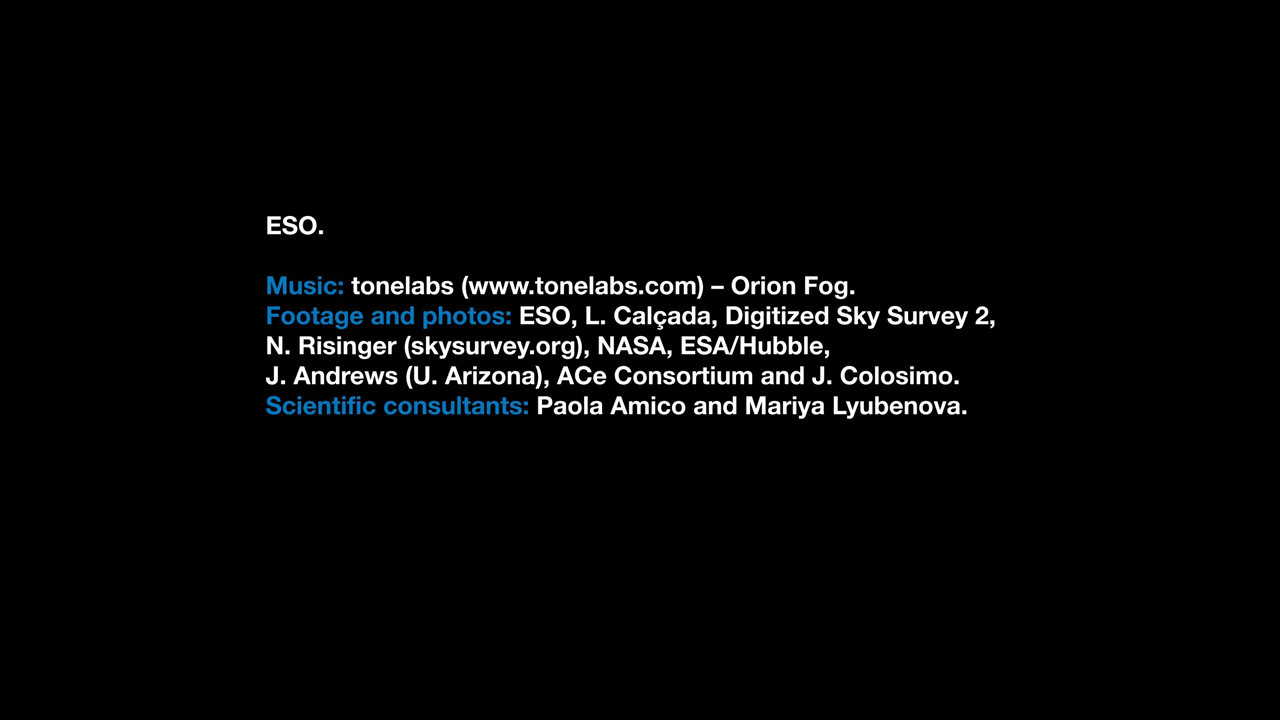 ESO.
Music: tonelabs (www.tonelabs.com) – Orion Fog.
Footage and photos: ESO, L. Calçada, Digitized Sky Survey 2,
N. Risinger (skysurvey.org), NASA, ESA/Hubble,
J. Andrews (U. Arizona), ACe Consortium and J. Colosimo.
Scientific consultants: Paola Amico and Mariya Lyubenova.